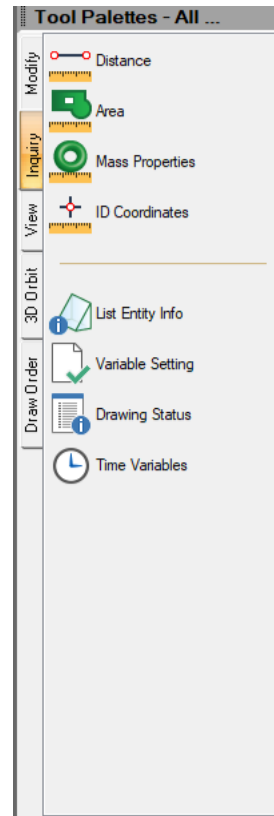 Tool Palettes - All ...
Modify
Inquiry
View
3D Orbit
Draw Order
Distance
Area
Mass Properties
ID Coordinates
List Entity Info
Variable Setting
Drawing Status
Time Variables